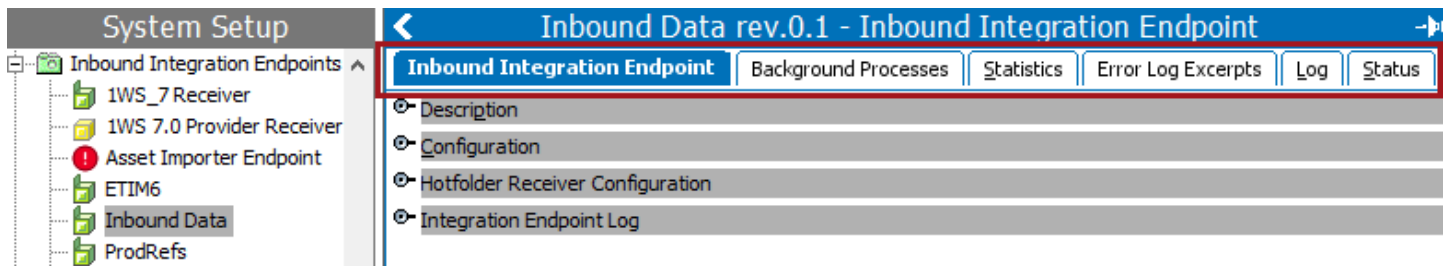 System Setup
Inbound Integration Endpoints
1WS_7 Receiver
1WS 7.0 Provider Receiver
Asset Importer Endpoint
ETIM6
Inbound Data
ProdRefs
Inbound Data rev.0.1 - Inbound Integration Endpoint
Inbound Integration Endpoint Background Processes Statistics Error Log Excerpts Log Status
Description
Configuration
Hotfolder Receiver Configuration
Integration Endpoint Log